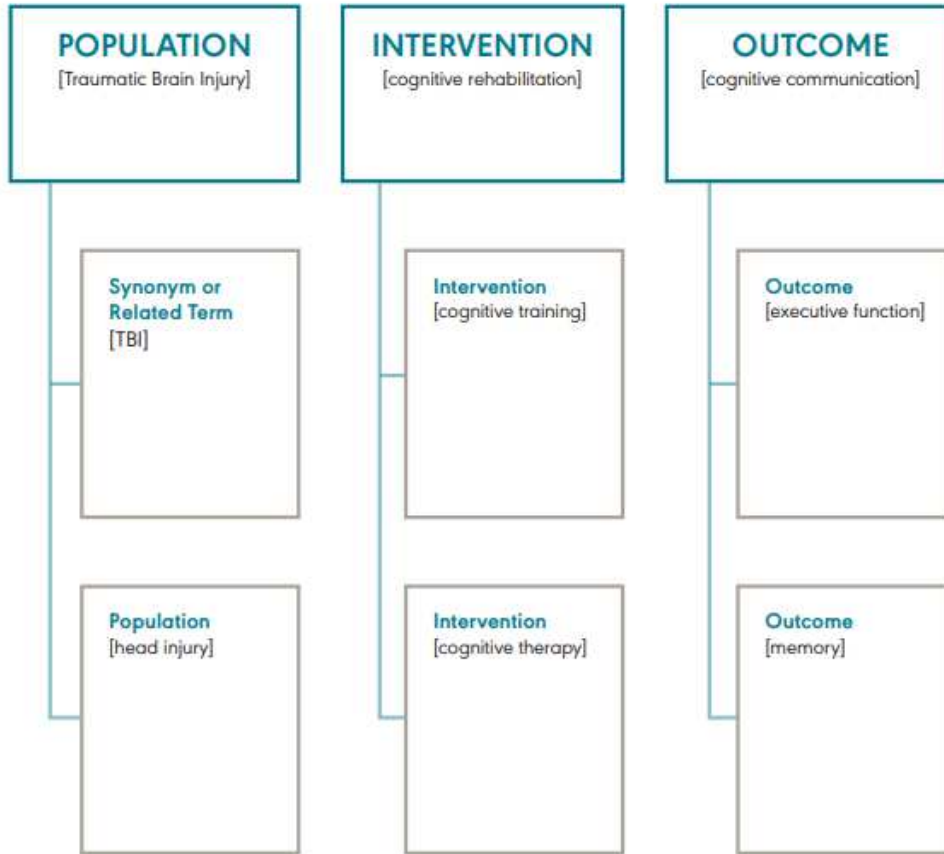 POPULATION
[Traumatic Brain Injury]
INTERVENTION
[cognitive rehabilitation]
OUTCOME
[cognitive communication]
Synonym or
Related Term
[TBI]
Intervention
[cognitive training]
Outcome
[executive function]
Population
[head injury]
Intervention
[cognitive therapy]
Outcome
[memory]